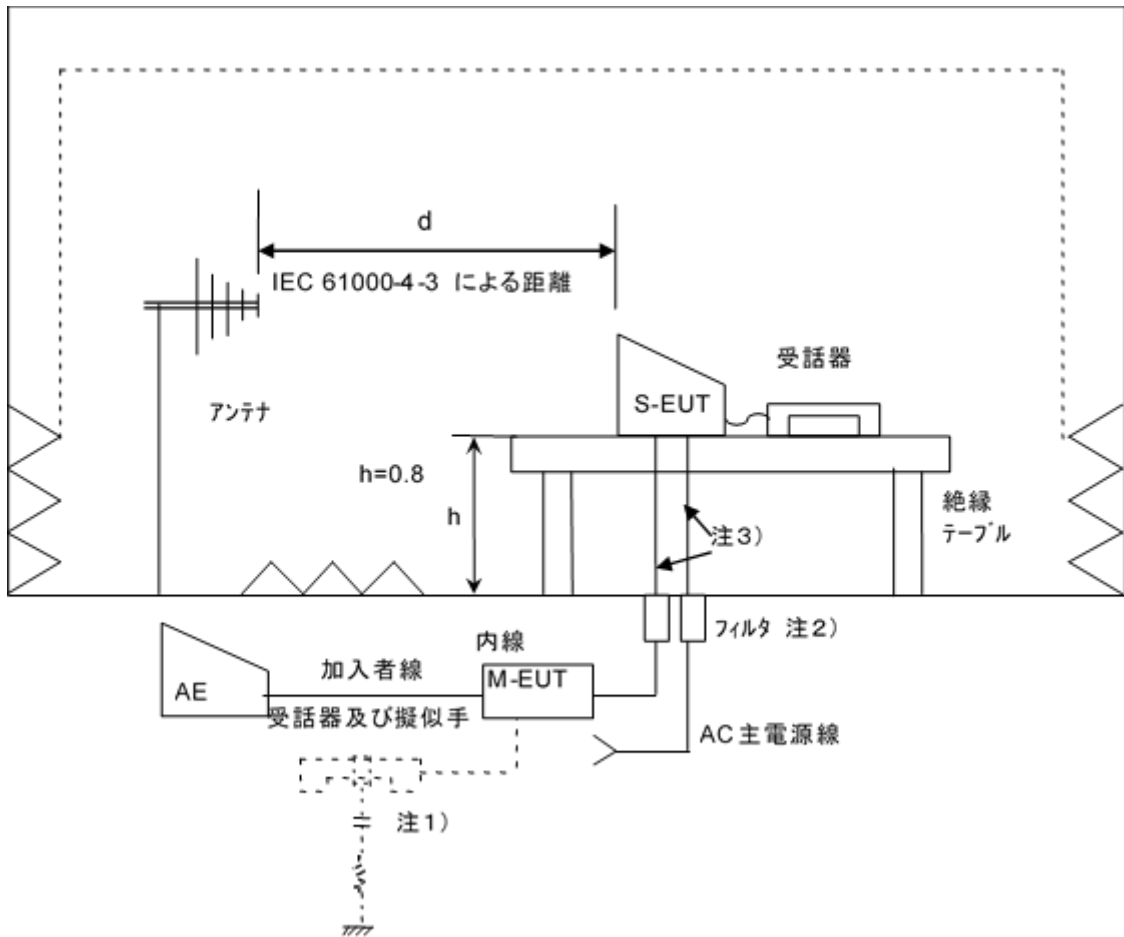 d
IEC 61000-4-3 による距離
アンテナ
受話器
S-EUT
h=0.8
h
絶縁
テーブル
注3）
フィルタ 注2）
内線
加入者線
M-EUT
AE
受話器及び擬似手
AC主電源線
注1）